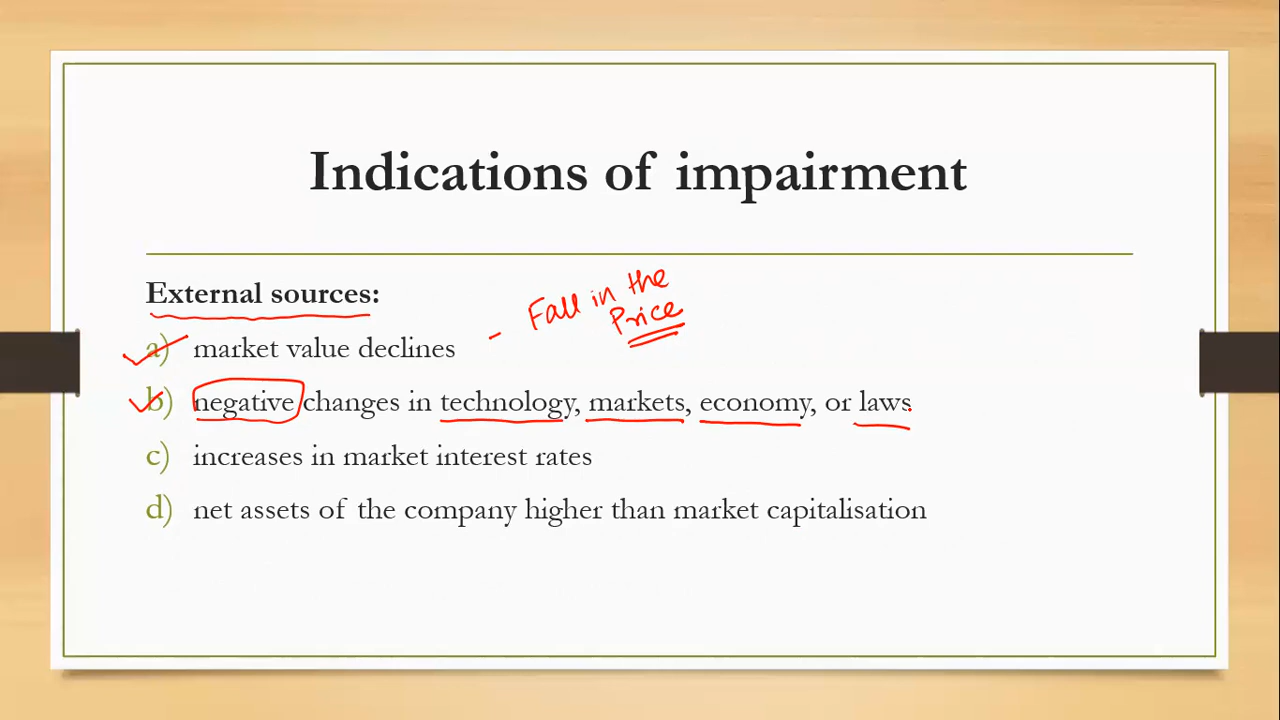 Indications of impairment
External sources:
- Fall in the
Price
a) market value declines
b) negative changes in technology, markets, economy, or laws
c) increases in market interest rates
d) net assets of the company higher than market capitalisation